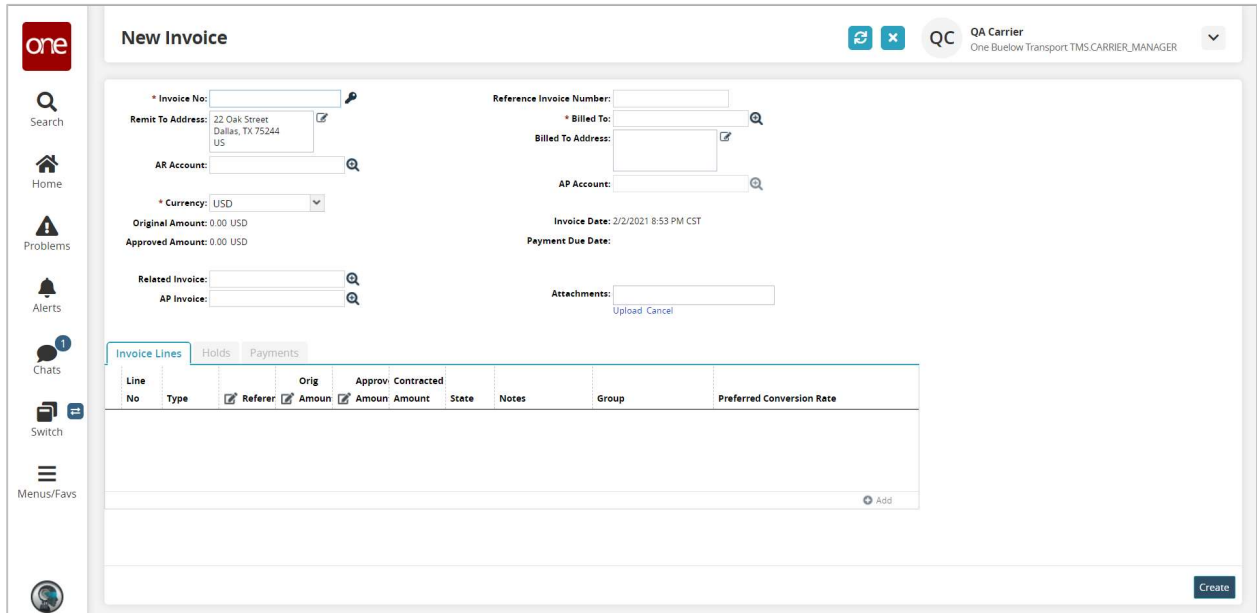 one
New Invoice
QC
QA Carrier
One Buelow Transport TMS.CARRIER_MANAGER
Search
Home
Problems
Alerts
1
Chats
Switch
Menus/Favs
* Invoice No:
Remit To Address: 22 Oak Street
Dallas, TX 75244
US
AR Account:
* Currency: USD
Original Amount: 0.00 USD
Approved Amount: 0.00 USD
Related Invoice:
AP Invoice:
Reference Invoice Number:
* Billed To:
Billed To Address:
AP Account:
Invoice Date: 2/2/2021 8:53 PM CST
Payment Due Date:
Attachments:
Upload Cancel
Invoice Lines Holds Payments
Line Orig Approv Contracted
No Type Referer Amoun Amoun Amount State Notes Group Preferred Conversion Rate
Add
Create